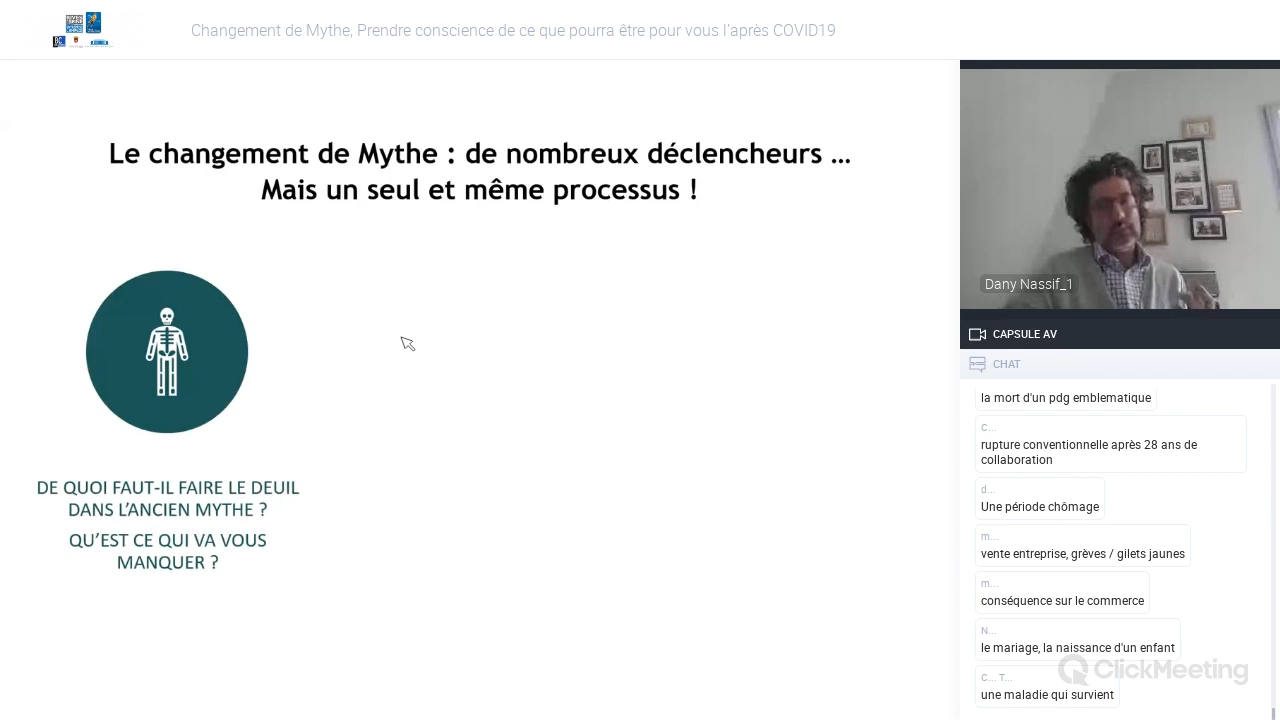 Changement de Mythe, Prendre conscience de ce que pourra être pour vous l'après COVID19
Le changement de Mythe : de nombreux déclencheurs ...
Mais un seul et même processus !
DE QUOI FAUT-IL FAIRE LE DEUIL
DANS L'ANCIEN MYTHE ?
QU'EST CE QUI VA VOUS
MANQUER ?
Dany Nassif_1
CAPSULE AV
CHAT
la mort d'un pdg emblematique
C...
rupture conventionnelle après 28 ans de
collaboration
d...
Une période chômage
m...
vente entreprise, grèves / gilets jaunes
m...
conséquence sur le commerce
N...
le mariage, la naissance d'un enfant
C... T...
une maladie qui survient
ClickMeeting